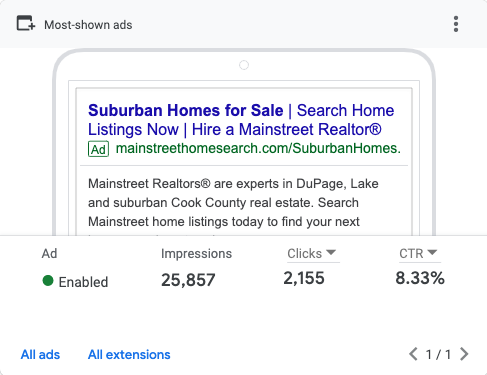 Most-shown ads
Suburban Homes for Sale | Search Home
Listings Now | Hire a Mainstreet Realtor®
Ad mainstreethomesearch.com/SuburbanHomes.
Mainstreet Realtors® are experts in DuPage, Lake
and suburban Cook County real estate. Search
Mainstreet home listings today to find your next
Ad Impressions Clicks CTR
Enabled 25,857 2,155 8.33%
All ads All extensions 1 / 1